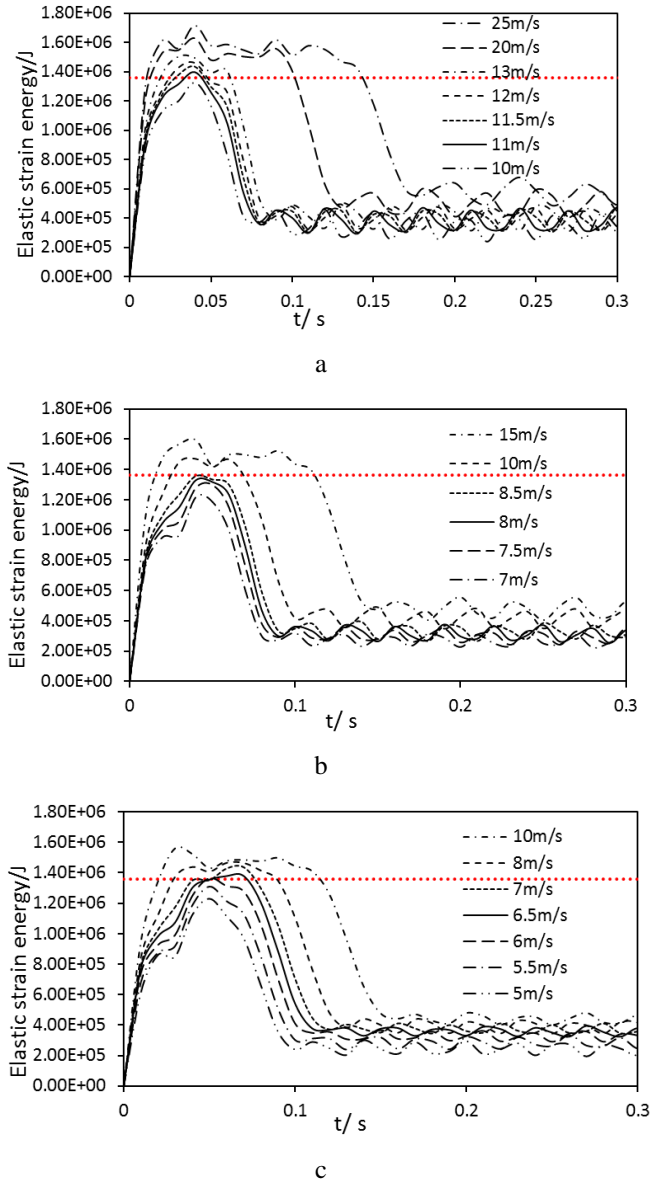 1.80E+06
1.60E+06
1.40E+06
1.20E+06
1.00E+06
8.00E+05
6.00E+05
4.00E+05
2.00E+05
0.00E+00
Elastic strain energy/J
25m/s
20m/s
13m/s
12m/s
11.5m/s
11m/s
10m/s
0 0.05 0.1 0.15 0.2 0.25 0.3
t/ s
a
1.80E+06
1.60E+06
1.40E+06
1.20E+06
1.00E+06
8.00E+05
6.00E+05
4.00E+05
2.00E+05
0.00E+00
Elastic strain energy/J
15m/s
10m/s
8.5m/s
8m/s
7.5m/s
7m/s
0 0.1 0.2 0.3
t/ s
b
1.80E+06
1.60E+06
1.40E+06
1.20E+06
1.00E+06
8.00E+05
6.00E+05
4.00E+05
2.00E+05
0.00E+00
Elastic strain energy/J
10m/s
8m/s
7m/s
6.5m/s
6m/s
5.5m/s
5m/s
0 0.1 0.2 0.3
t/ s
c